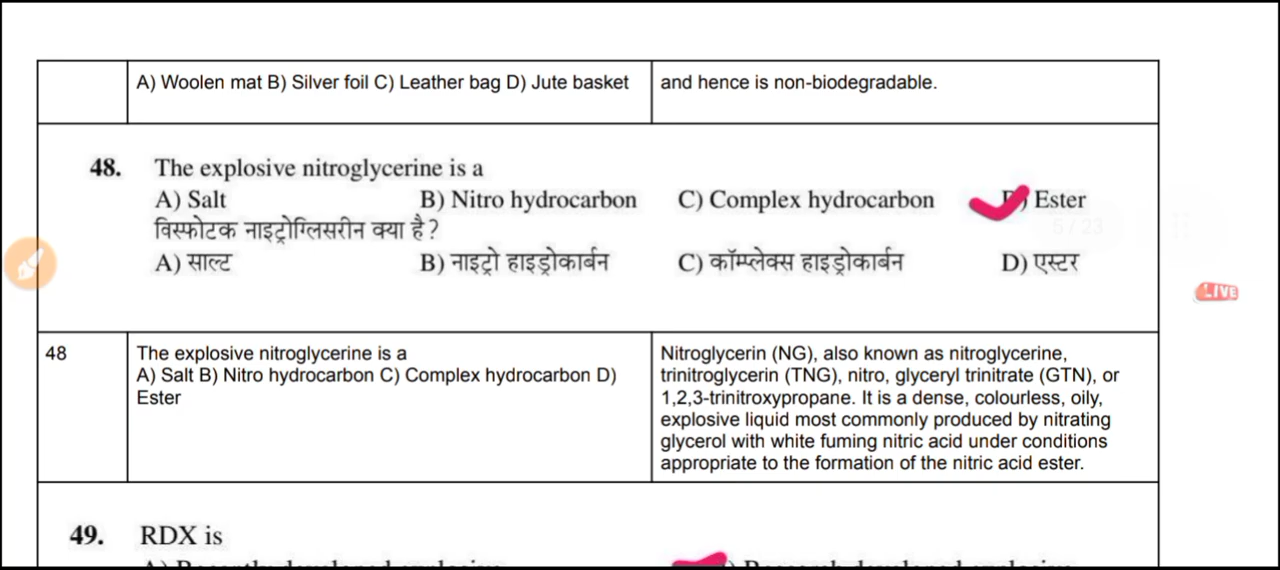 A) Woolen mat B) Silver foil C) Leather bag D) Jute basket
and hence is non-biodegradable.
48. The explosive nitroglycerine is a
A) Salt B) Nitro hydrocarbon C) Complex hydrocarbon D) Ester
5 / 23
विस्फोटक नाइट्रोग्लिसरीन क्या है?
A) साल्ट B) नाइट्रो हाइड्रोकार्बन C) कॉम्प्लेक्स हाइड्रोकार्बन D) एस्टर
LIVE
48
The explosive nitroglycerine is a
A) Salt B) Nitro hydrocarbon C) Complex hydrocarbon D)
Ester
Nitroglycerin (NG), also known as nitroglycerine,
trinitroglycerin (TNG), nitro, glyceryl trinitrate (GTN), or
1,2,3-trinitroxypropane. It is a dense, colourless, oily,
explosive liquid most commonly produced by nitrating
glycerol with white fuming nitric acid under conditions
appropriate to the formation of the nitric acid ester.
49. RDX is